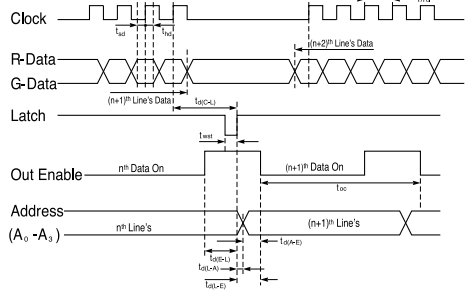 Clock
tsd
thd
R-Data
G-Data
(n+2)th Line's Data
(n+1)th Line's Data
td(C-L)
Latch
twst
Out Enable
nth Data On
(n+1)th Data On
toc
Address
(A0 -A3)
nth Line's
(n+1)th Line's
td(A-E)
td(E-L)
td(L-A)
td(L-E)